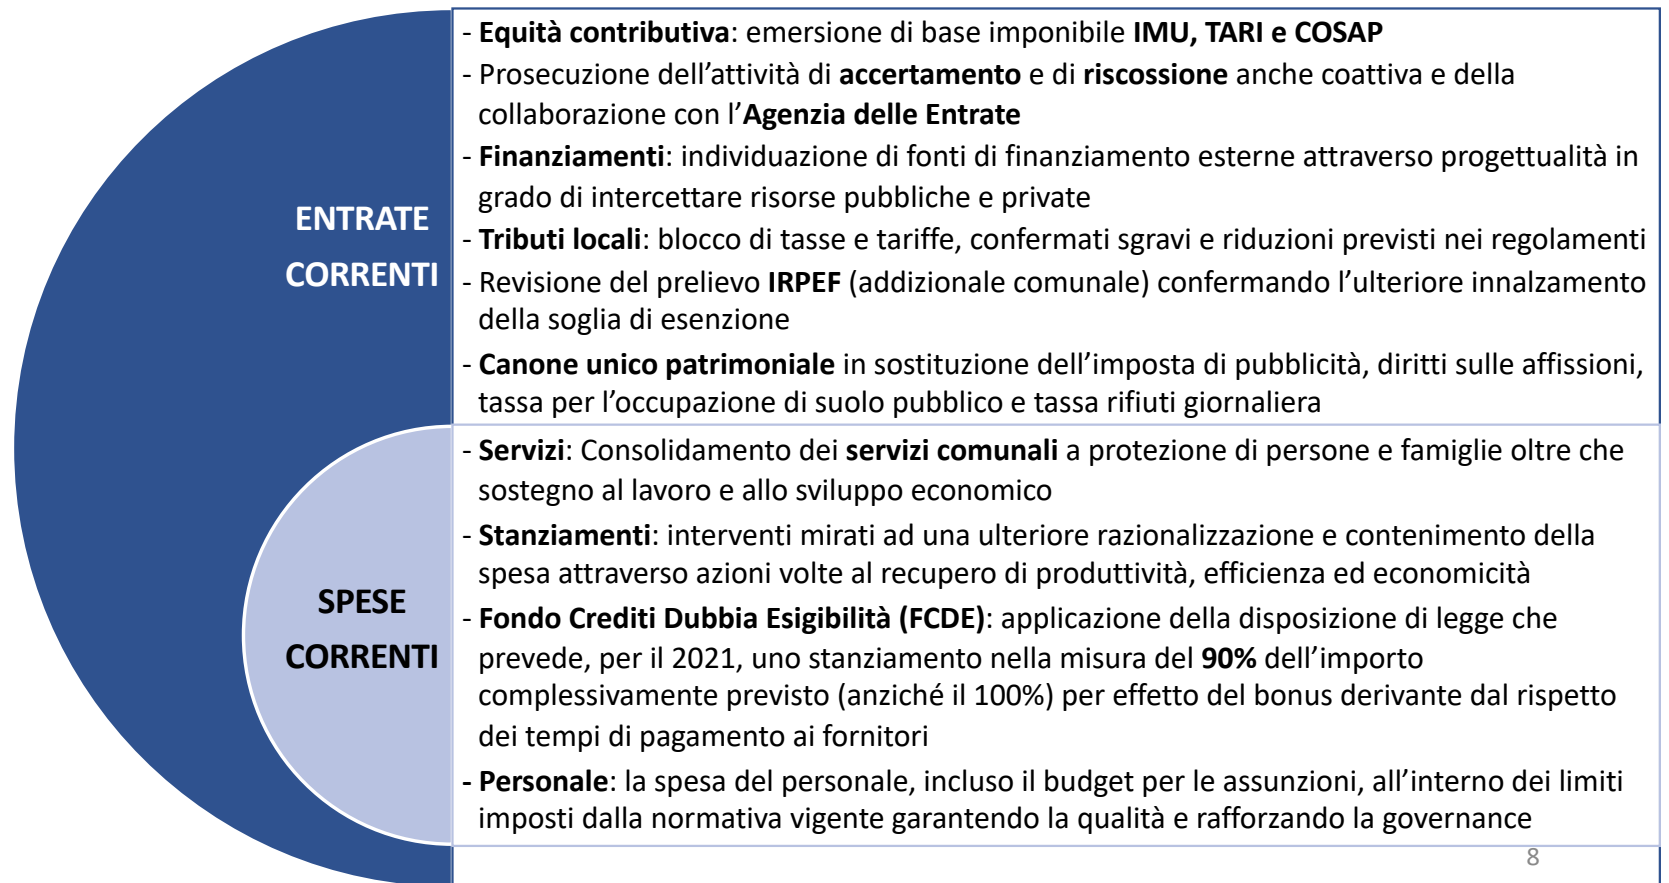 ENTRATE
CORRENTI
- Equità contributiva: emersione di base imponibile IMU, TARI e COSAP
- Prosecuzione dell’attività di accertamento e di riscossione anche coattiva e della
collaborazione con l’Agenzia delle Entrate
- Finanziamenti: individuazione di fonti di finanziamento esterne attraverso progettualità in
grado di intercettare risorse pubbliche e private
- Tributi locali: blocco di tasse e tariffe, confermati sgravi e riduzioni previsti nei regolamenti
- Revisione del prelievo IRPEF (addizionale comunale) confermando l’ulteriore innalzamento
della soglia di esenzione
- Canone unico patrimoniale in sostituzione dell’imposta di pubblicità, diritti sulle affissioni,
tassa per l’occupazione di suolo pubblico e tassa rifiuti giornaliera
SPESE
CORRENTI
- Servizi: Consolidamento dei servizi comunali a protezione di persone e famiglie oltre che
sostegno al lavoro e allo sviluppo economico
- Stanziamenti: interventi mirati ad una ulteriore razionalizzazione e contenimento della
spesa attraverso azioni volte al recupero di produttività, efficienza ed economicità
- Fondo Crediti Dubbia Esigibilità (FCDE): applicazione della disposizione di legge che
prevede, per il 2021, uno stanziamento nella misura del 90% dell’importo
complessivamente previsto (anziché il 100%) per effetto del bonus derivante dal rispetto
dei tempi di pagamento ai fornitori
- Personale: la spesa del personale, incluso il budget per le assunzioni, all’interno dei limiti
imposti dalla normativa vigente garantendo la qualità e rafforzando la governance
8